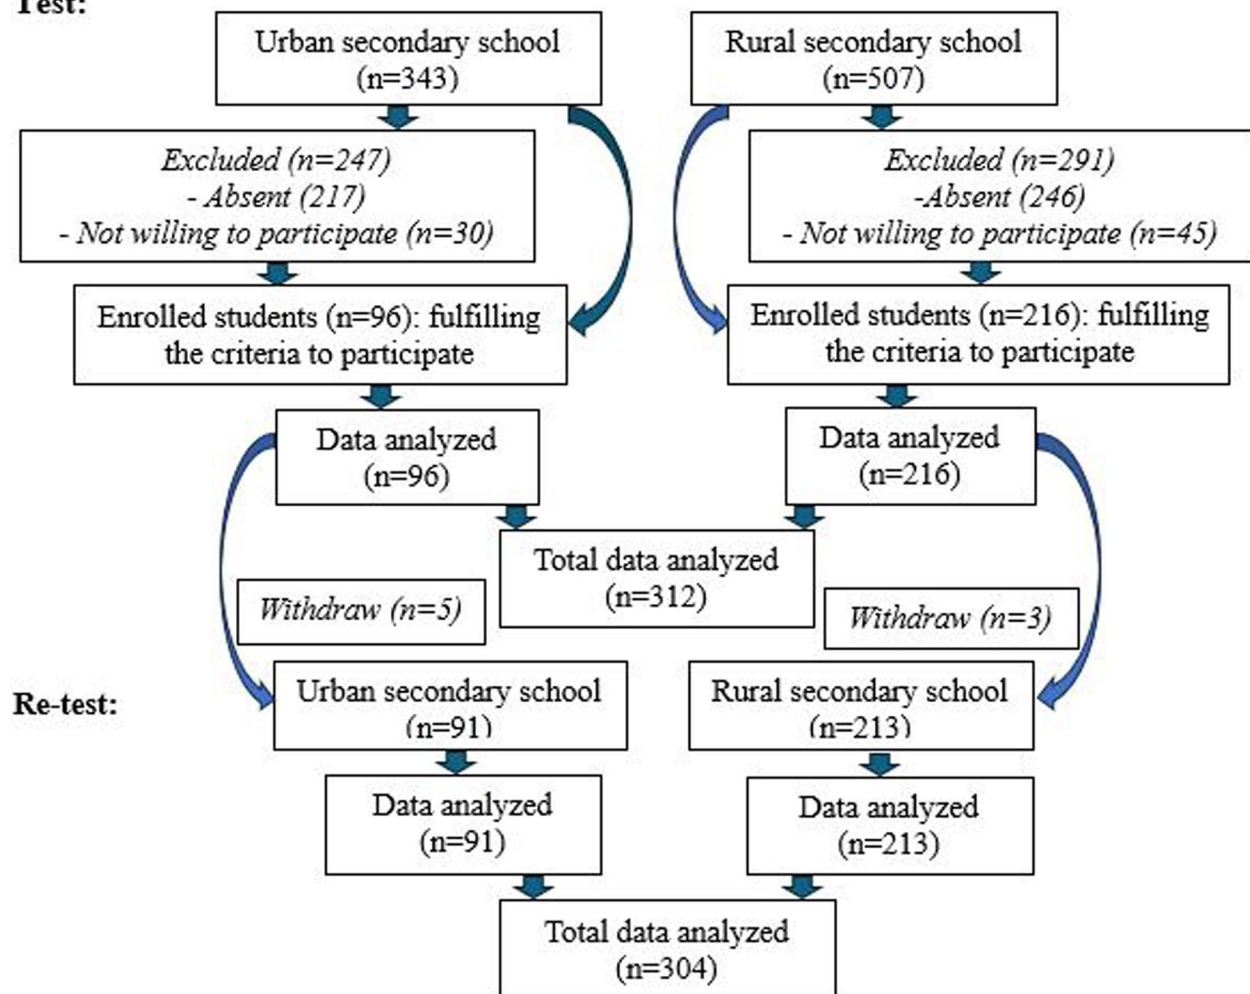 Test:
Urban secondary school
(n=343)
Rural secondary school
(n=507)
Excluded (n=247)
- Absent (217)
- Not willing to participate (n=30)
Excluded (n=291)
-Absent (246)
- Not willing to participate (n=45)
Enrolled students (n=96): fulfilling
the criteria to participate
Enrolled students (n=216): fulfilling
the criteria to participate
Data analyzed
(n=96)
Data analyzed
(n=216)
Total data analyzed
(n=312)
Withdraw (n=5)
Withdraw (n=3)
Re-test:
Urban secondary school
(n=91)
Rural secondary school
(n=213)
Data analyzed
(n=91)
Data analyzed
(n=213)
Total data analyzed
(n=304)